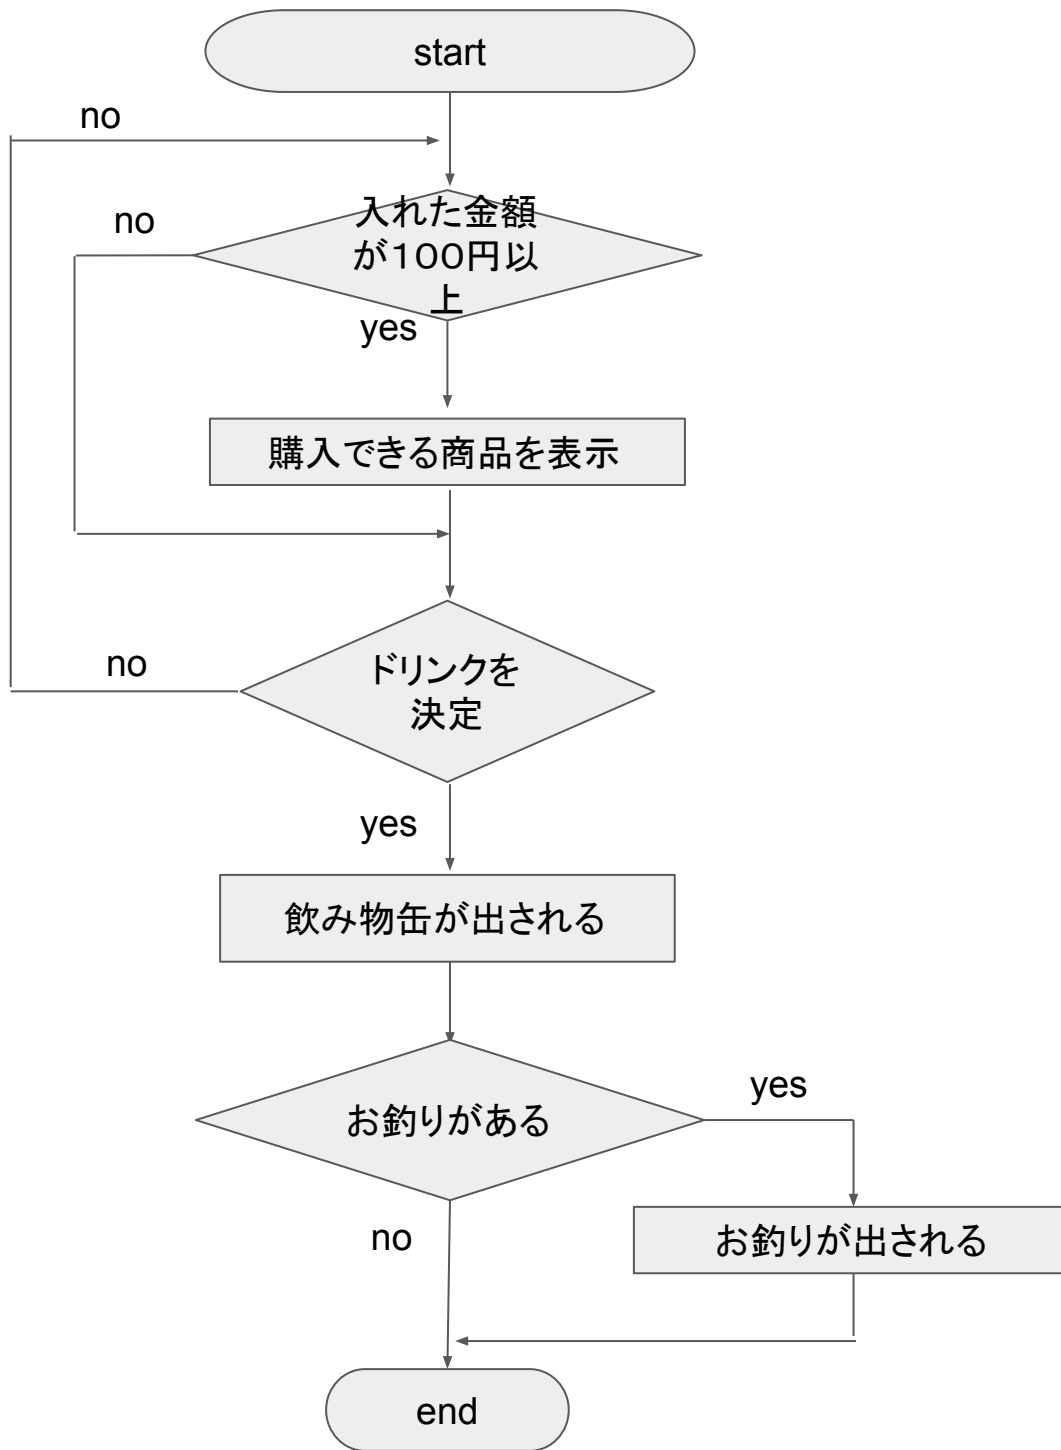 start
no
入れた金額
が１００円以
上
no
yes
購入できる商品を表示
ドリンクを
決定
no
yes
飲み物缶が出される
お釣りがある
yes
no
お釣りが出される
end